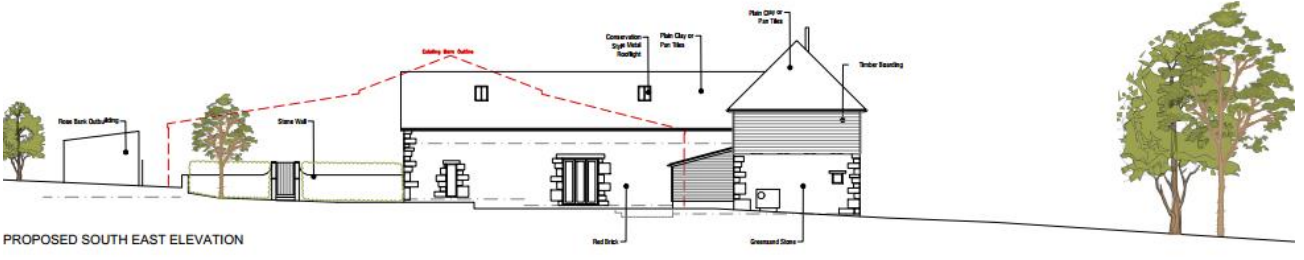 Plain Clay or
Pan Tiles
Conservation
Style Metal
Rooflight
Plain Clay or
Pan Tiles
Existing Barn Outline
Timber Boarding
Rose Bank Outbuilding
Stone Wall
PROPOSED SOUTH EAST ELEVATION
Red Brick
Greensand Stone